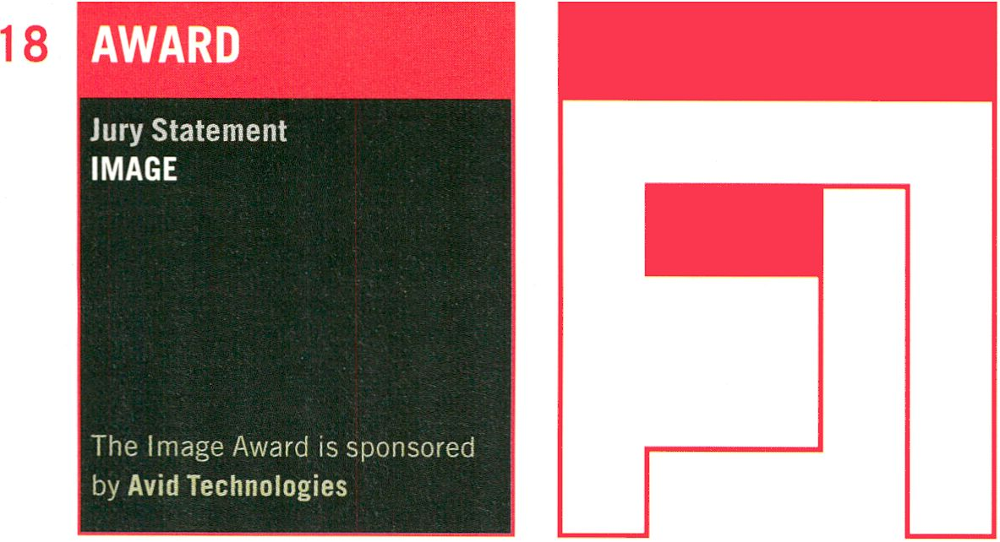 18
AWARD
Jury Statement
IMAGE
The Image Award is sponsored
by Avid Technologies